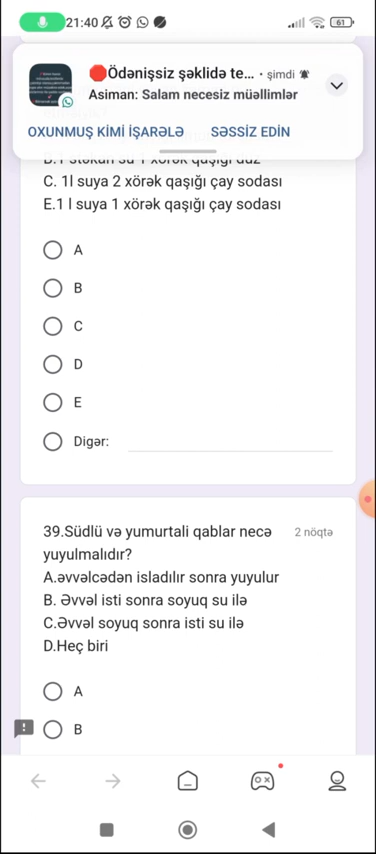 21:40
61
Ödənişsiz şəklidə te... • şimdi
Asiman: Salam necesiz müəllimlər
OXUNMUŞ KİMİ İŞARƏLƏ SƏSSİZ EDİN
C. 1l suya 2 xörək qaşığı çay sodası
E.1 l suya 1 xörək qaşığı çay sodası
A
B
C
D
E
Digər:
39.Südlü və yumurtali qablar necə 2 nöqtə
yuyulmalıdır?
A.əvvəlcədən isladılır sonra yuyulur
B. Əvvəl isti sonra soyuq su ilə
C.Əvvəl soyuq sonra isti su ilə
D.Heç biri
A
B